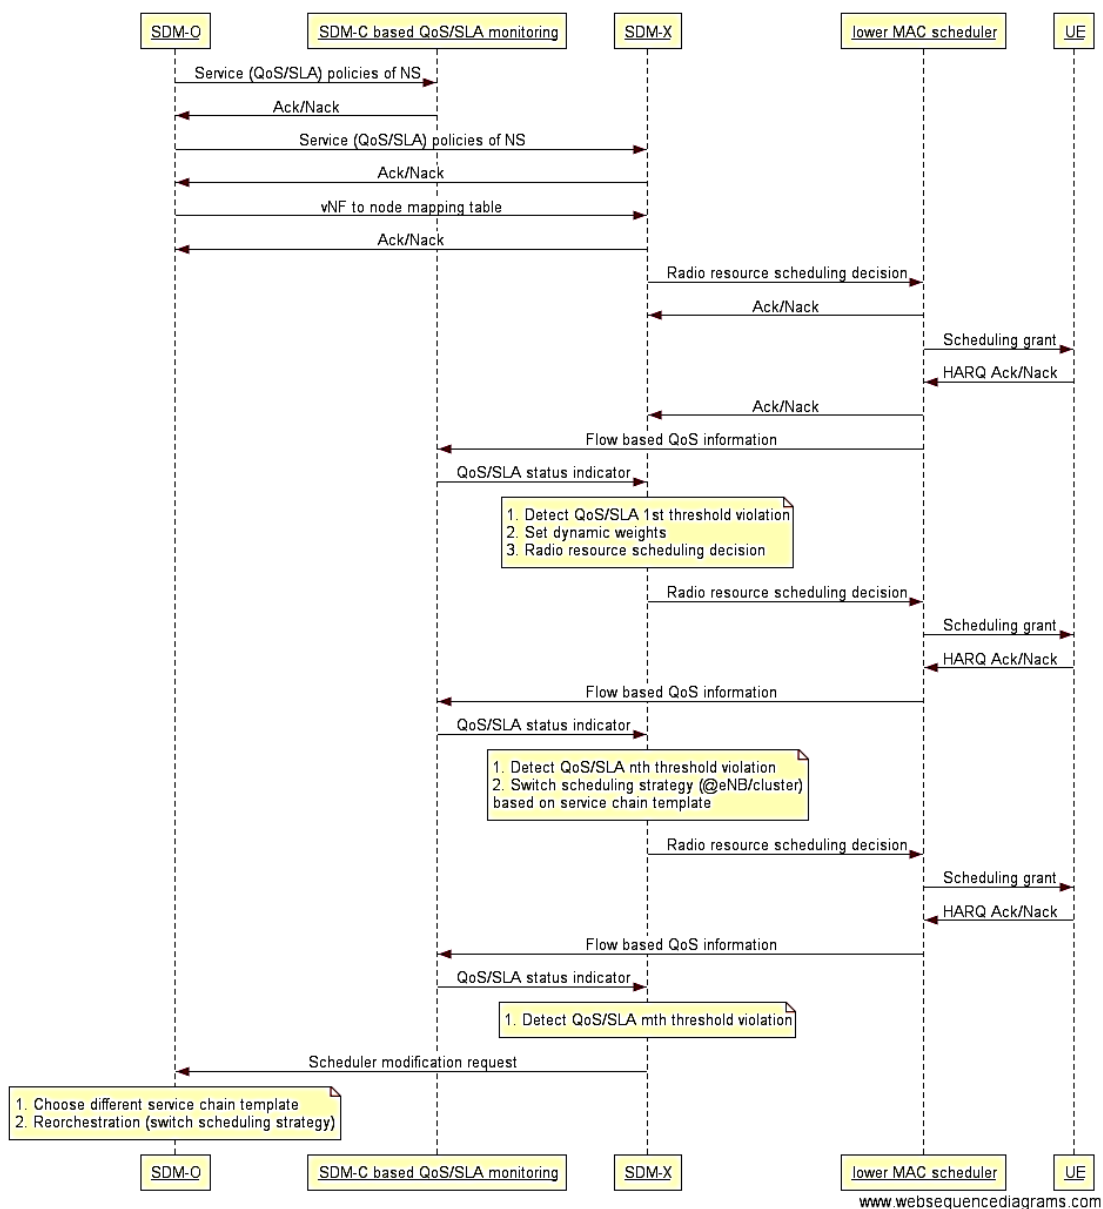 SDM-O
SDM-C based QoS/SLA monitoring
SDM-X
lower MAC scheduler
UE
Service (QoS/SLA) policies of NS
Ack/Nack
Service (QoS/SLA) policies of NS
Ack/Nack
vNF to node mapping table
Ack/Nack
Radio resource scheduling decision
Ack/Nack
Scheduling grant
HARQ Ack/Nack
Ack/Nack
Flow based QoS information
QoS/SLA status indicator
1. Detect QoS/SLA 1st threshold violation
2. Set dynamic weights
3. Radio resource scheduling decision
Radio resource scheduling decision
Scheduling grant
HARQ Ack/Nack
Flow based QoS information
QoS/SLA status indicator
1. Detect QoS/SLA nth threshold violation
2. Switch scheduling strategy (@eNB/cluster)
based on service chain template
Radio resource scheduling decision
Scheduling grant
HARQ Ack/Nack
Flow based QoS information
QoS/SLA status indicator
1. Detect QoS/SLA mth threshold violation
Scheduler modification request
1. Choose different service chain template
2. Reorchestration (switch scheduling strategy)
SDM-O
SDM-C based QoS/SLA monitoring
SDM-X
lower MAC scheduler
UE
www.websequencediagrams.com